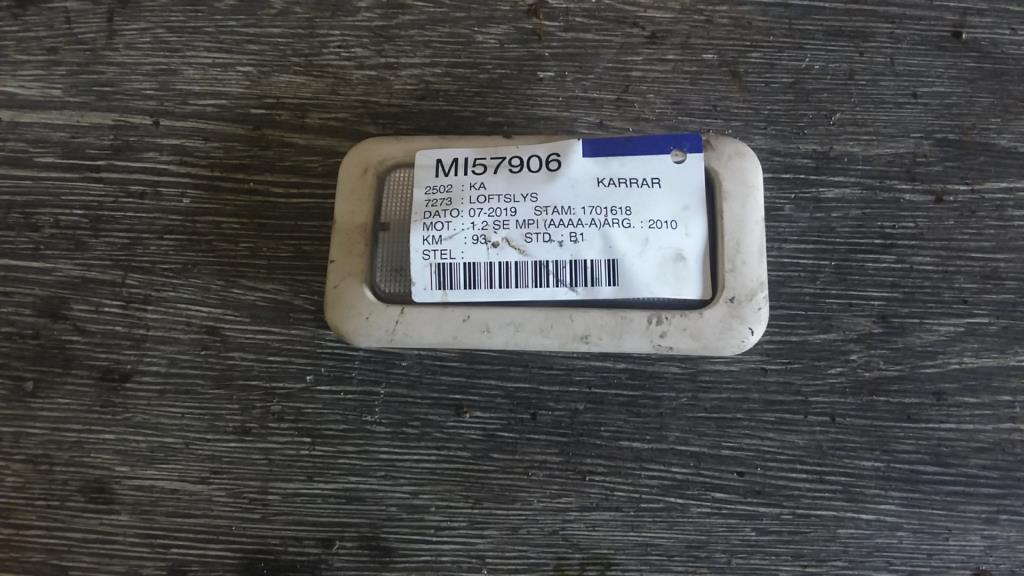 MI57906
2502 : KA KARRAR
7273 : LOFTSLYS
DATO: 07-2019 STAM: 1701618
MOT. : 1.2 SE MPI (AAAA-A)ARG. : 2010
KM : 93 STD. : B1
STEL :